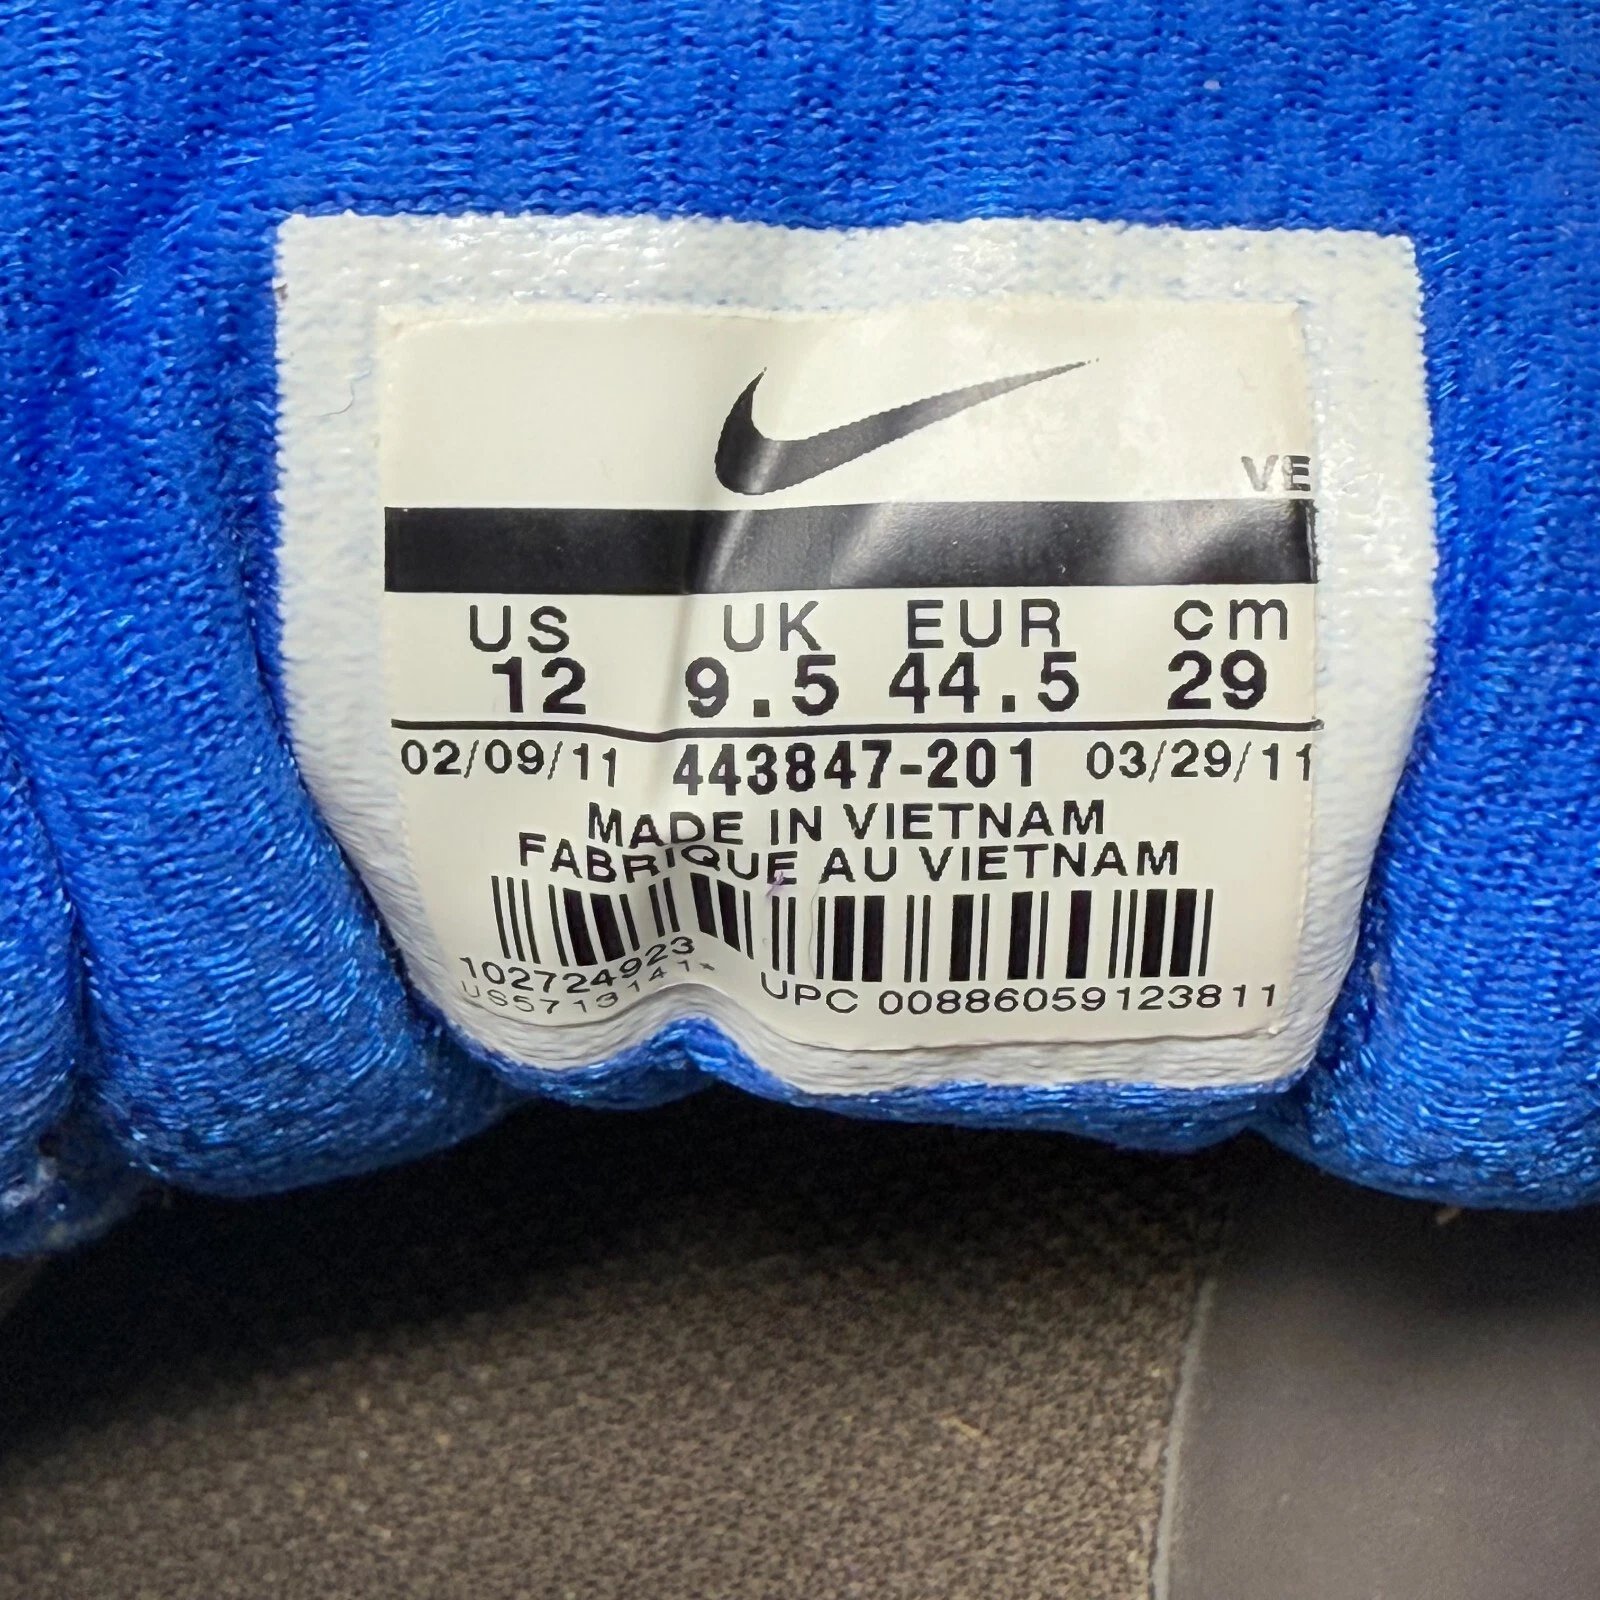 VE
US UK EUR cm
12 9.5 44.5 29
02/09/11 443847-201 03/29/11
MADE IN VIETNAM
FABRIQUE AU VIETNAM
102724923
UPC 00886059123811